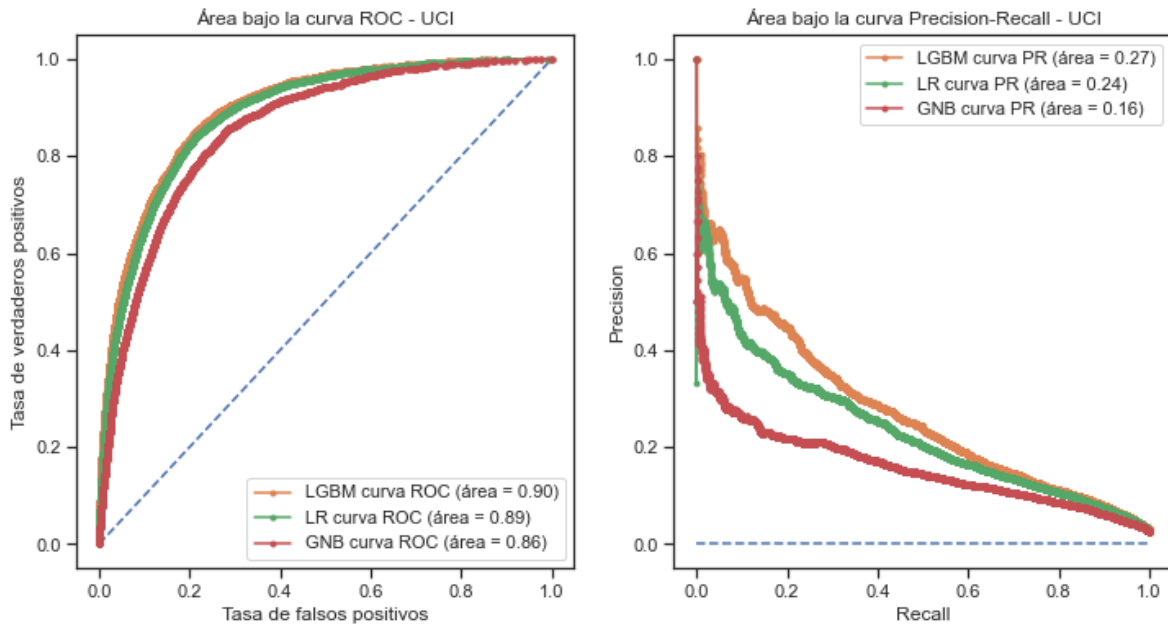 Área bajo la curva ROC - UCI
1.0
0.8
0.6
0.4
0.2
0.0
Tasa de verdaderos positivos
LGBM curva ROC (área = 0.90)
LR curva ROC (área = 0.89)
GNB curva ROC (área = 0.86)
0.0 0.2 0.4 0.6 0.8 1.0
Tasa de falsos positivos
Área bajo la curva Precision-Recall - UCI
1.0
0.8
0.6
0.4
0.2
0.0
Precision
LGBM curva PR (área = 0.27)
LR curva PR (área = 0.24)
GNB curva PR (área = 0.16)
0.0 0.2 0.4 0.6 0.8 1.0
Recall